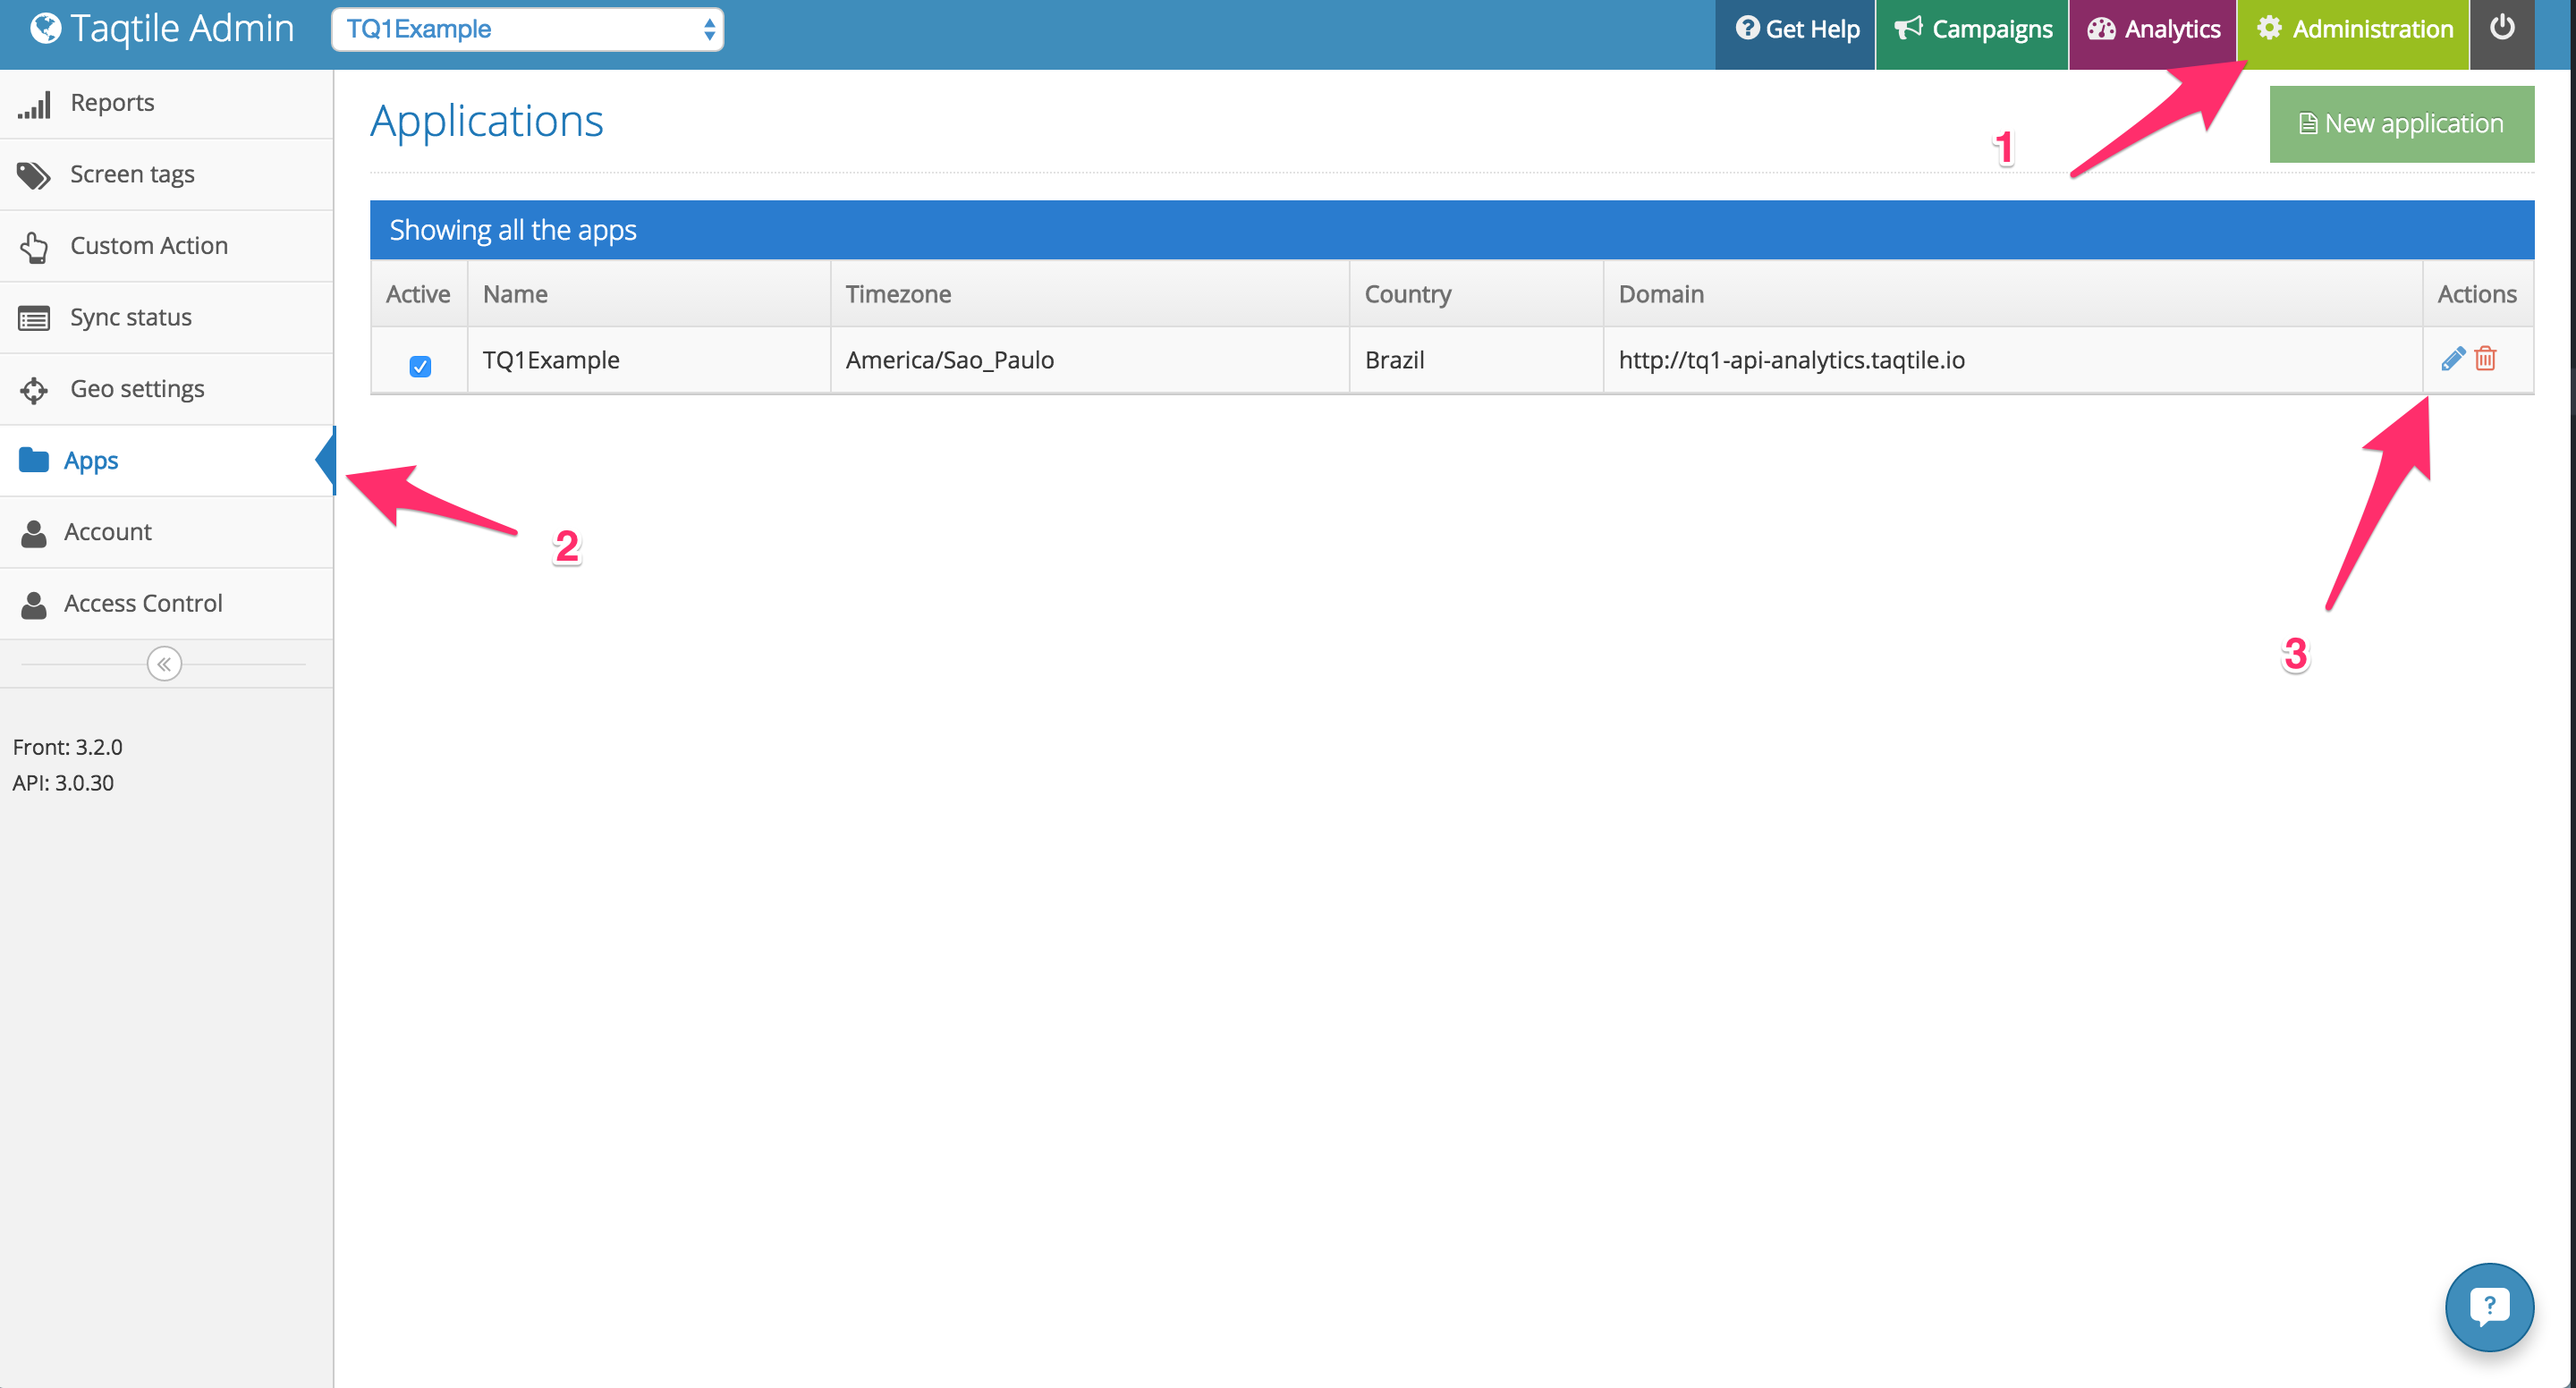 Taqtile Admin
TQ1Example
Get Help
Campaigns
Analytics
Administration
Reports
Screen tags
Custom Action
Sync status
Geo settings
Apps
Account
Access Control
Front: 3.2.0
API: 3.0.30
Applications
1
New application
Showing all the apps
Active Name Timezone Country Domain Actions
TQ1Example America/Sao_Paulo Brazil http://tq1-api-analytics.taqtile.io
2
3
?